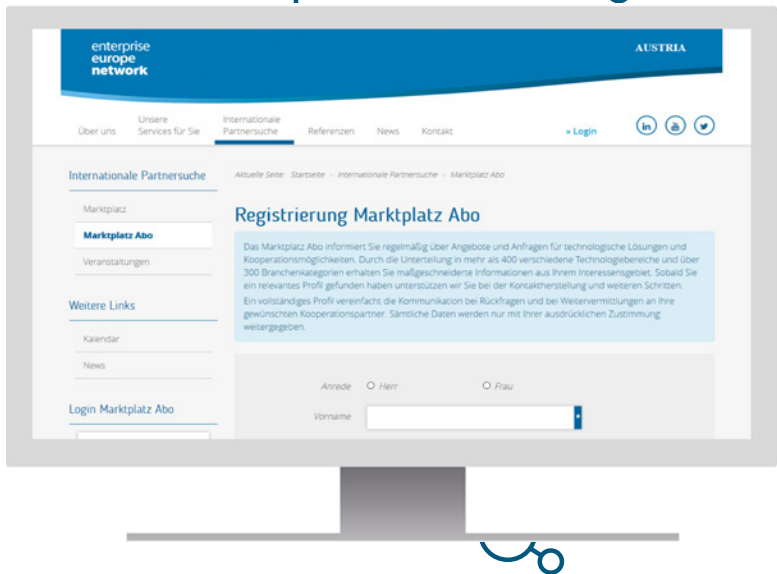 enterprise
europe
network
AUSTRIA
Über uns
Unsere
Services für Sie
Internationale
Partnersuche
Referenzen
News
Kontakt
» Login
in
Internationale Partnersuche
Marktplatz
Marktplatz Abo
Veranstaltungen
Weitere Links
Kalendar
News
Login Marktplatz Abo
Aktuelle Seite: Startseite › Internationale Partnersuche › Marktplatz Abo
Registrierung Marktplatz Abo
Das Marktplatz Abo informiert Sie regelmäßig über Angebote und Anfragen für technologische Lösungen und
Kooperationsmöglichkeiten. Durch die Unterteilung in mehr als 400 verschiedene Technologiebereiche und über
300 Branchenkategorien erhalten Sie maßgeschneiderte Informationen aus Ihrem Interessensgebiet. Sobald Sie
ein relevantes Profil gefunden haben unterstützen wir Sie bei der Kontaktherstellung und weiteren Schritten.
Ein vollständiges Profil vereinfacht die Kommunikation bei Rückfragen und bei Weitervermittlungen an Ihre
gewünschten Kooperationspartner. Sämtliche Daten werden nur mit Ihrer ausdrücklichen Zustimmung
weitergegeben.
Anrede
Herr
Frau
Vorname